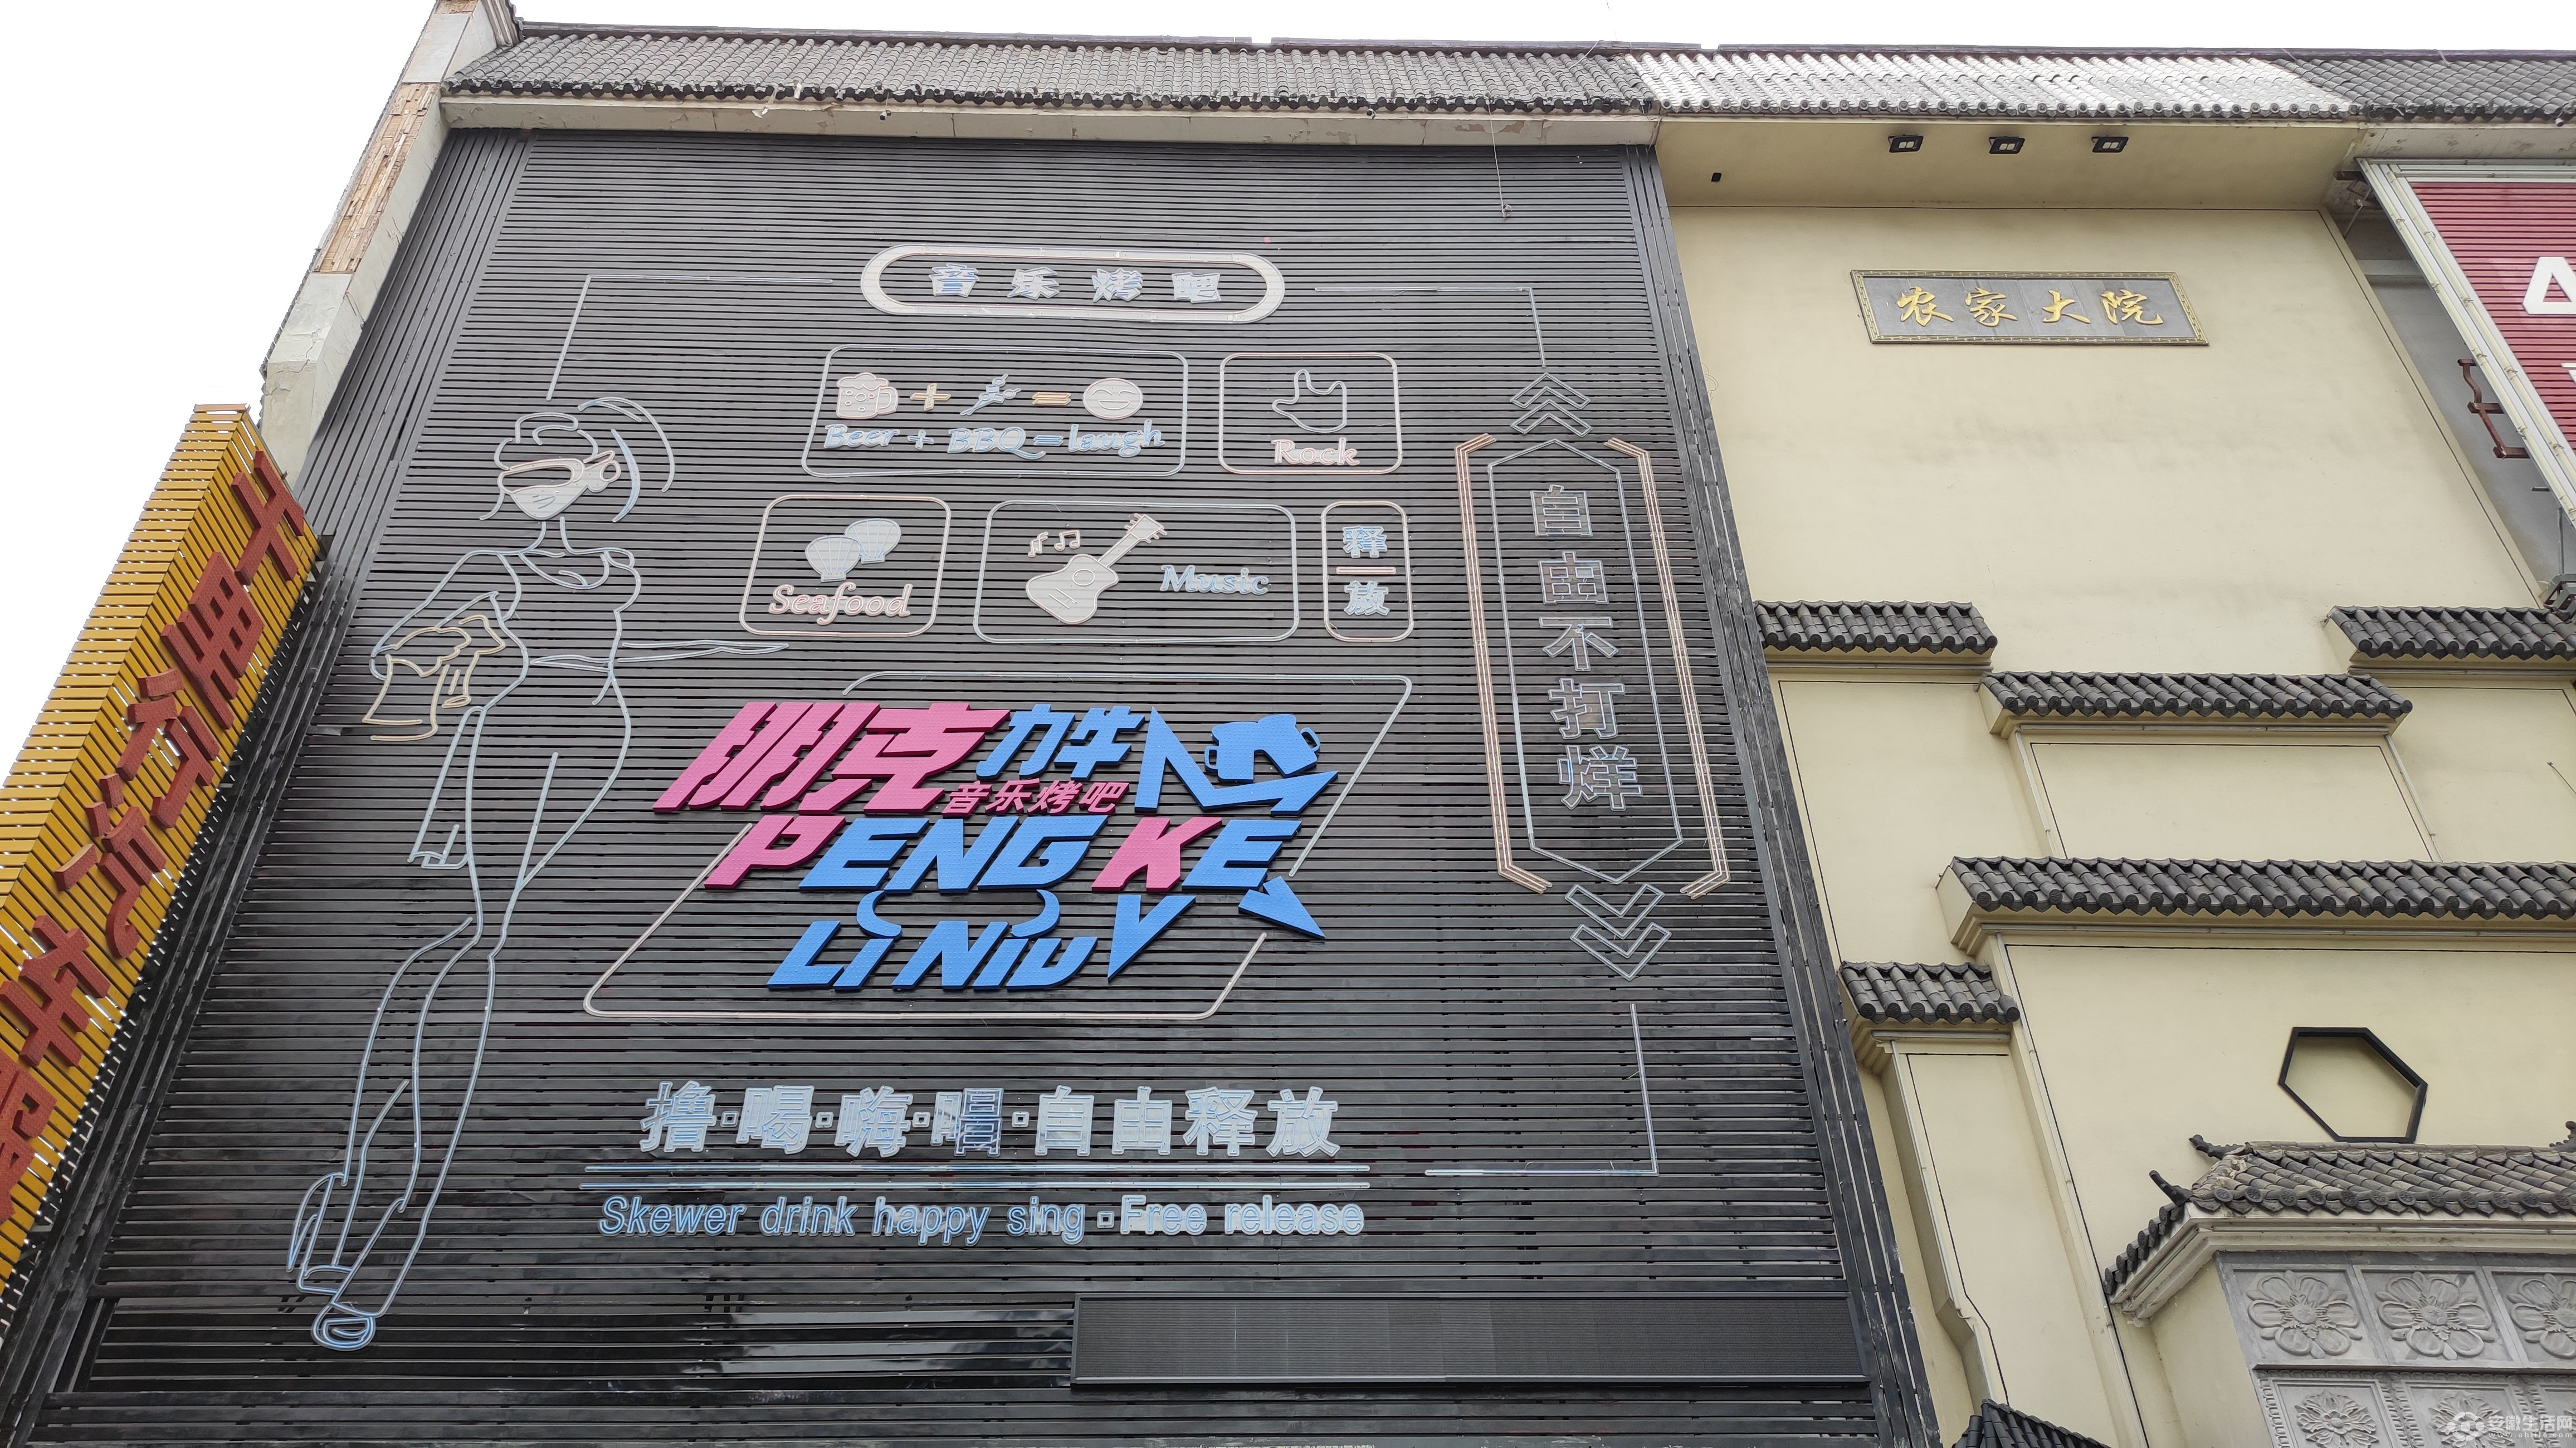 音乐烤吧
Beer + BBQ = laugh
Rock
Seafood
Music
释放
自由不打烊
朋克力牛
音乐烤吧
PENG KE
LI NIU
撸·喝·嗨·唱·自由释放
Skewer drink happy sing·Free release
农家大院
A
安徽生活网